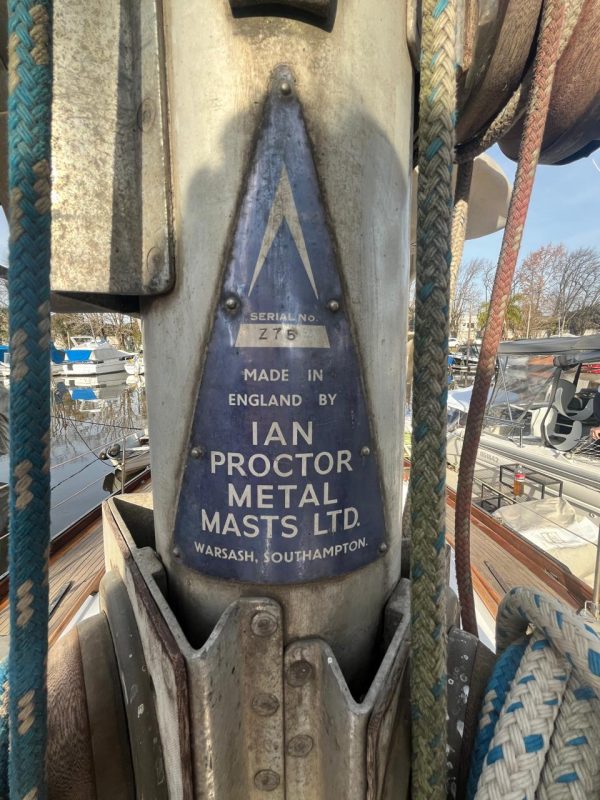 SERIAL No.
Z76
MADE IN
ENGLAND BY
IAN
PROCTOR
METAL
MASTS LTD.
WARSASH, SOUTHAMPTON.